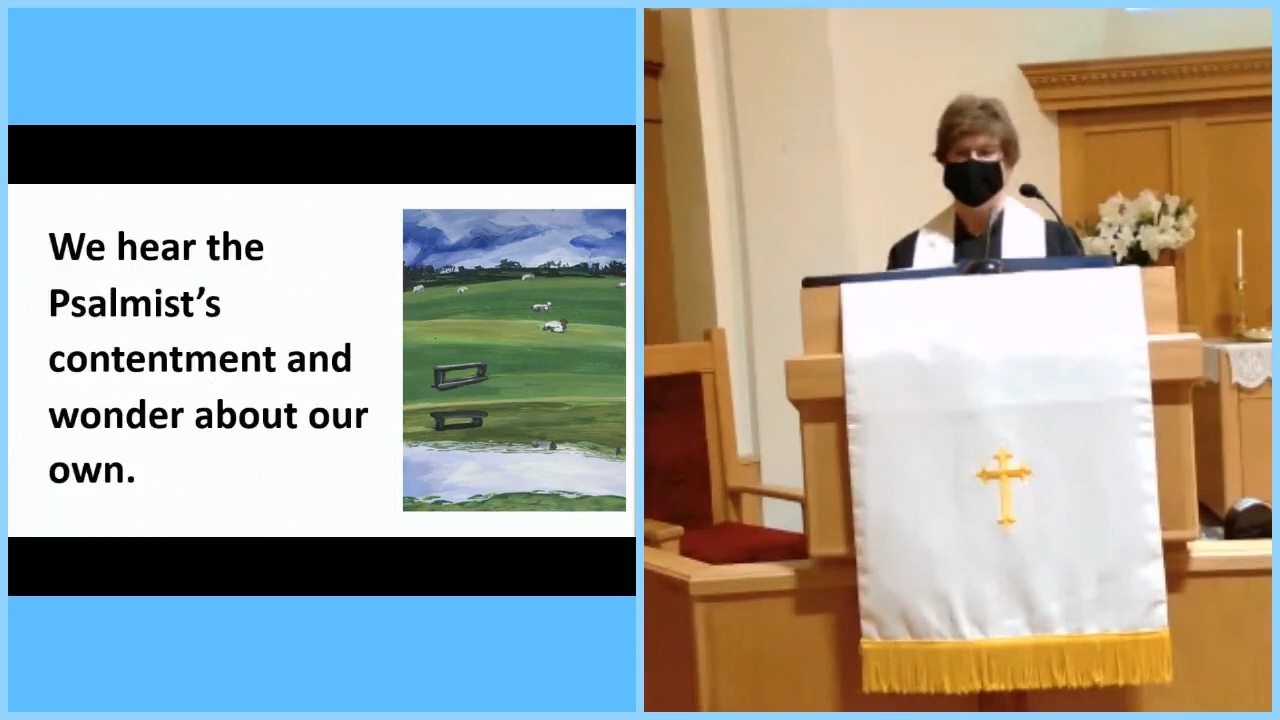 We hear the
Psalmist’s
contentment and
wonder about our
own.